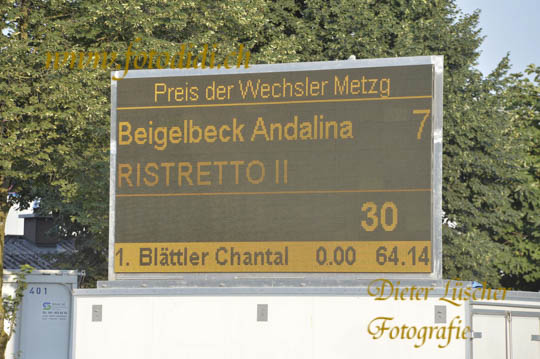 www.fotodidi.ch
Preis der Wechsler Metzg
Beigelbeck Andalina 7
RISTRETTO II
30
1. Blättler Chantal 0.00 64.14
401
Dieter Lüscher
Fotografie